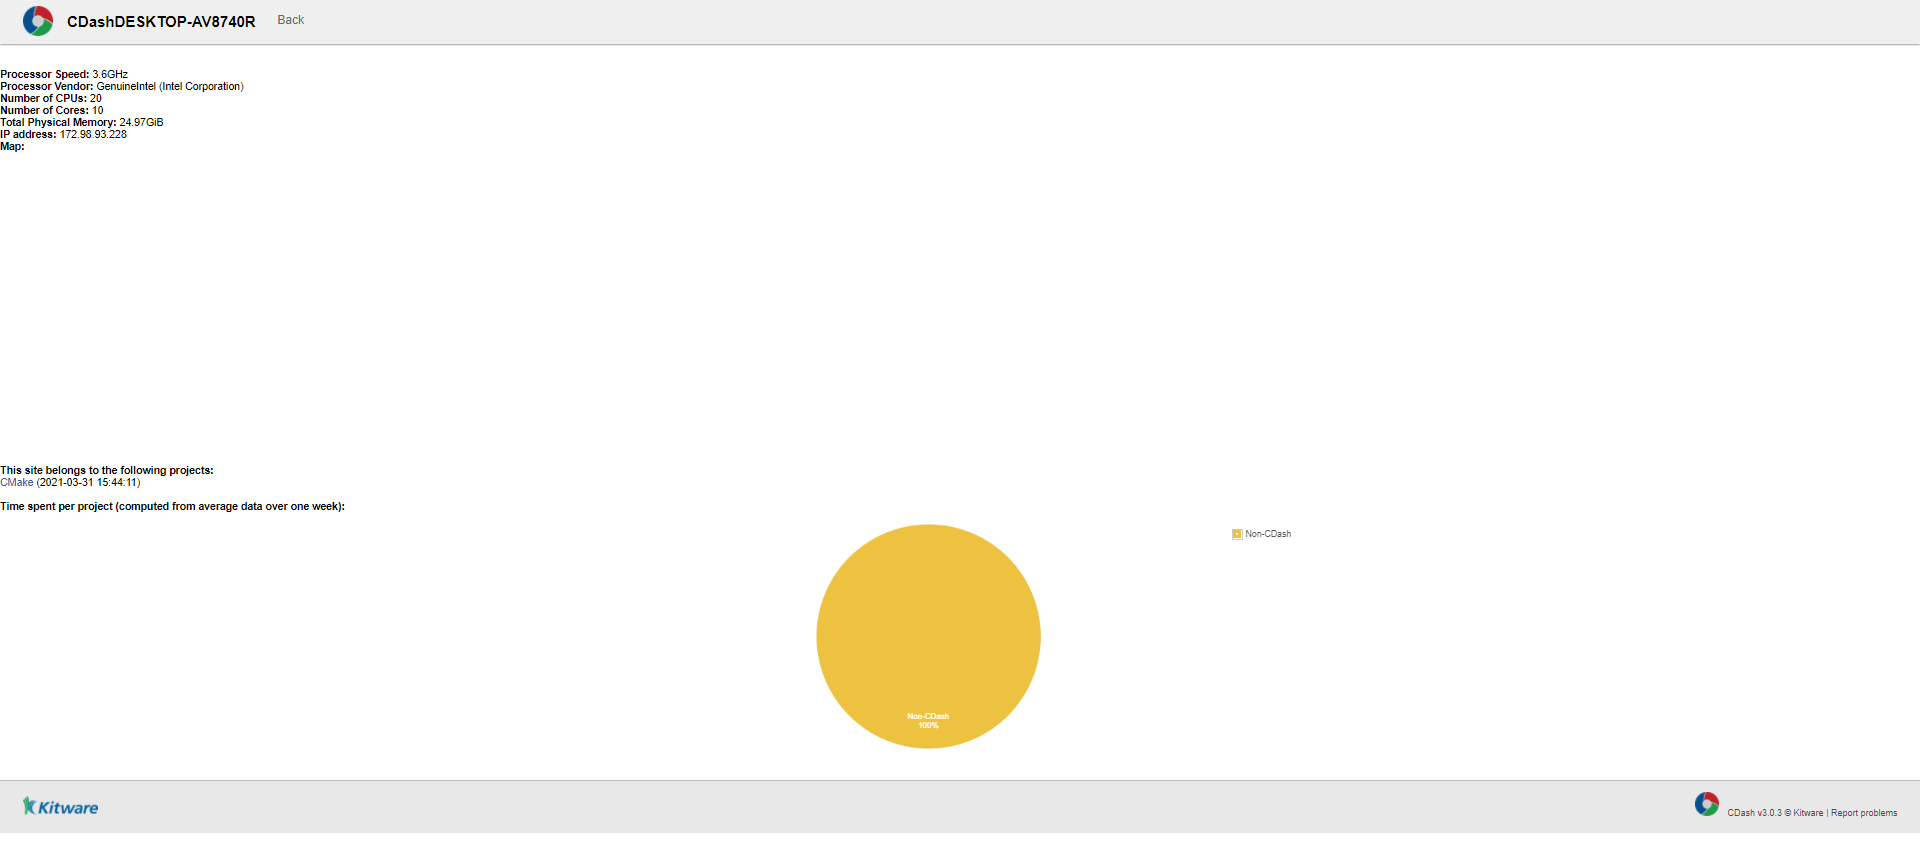 CDashDESKTOP-AV8740R Back
Processor Speed: 3.6GHz
Processor Vendor: GenuineIntel (Intel Corporation)
Number of CPUs: 20
Number of Cores: 10
Total Physical Memory: 24.97GiB
IP address: 172.98.93.228
Map:
This site belongs to the following projects:
CMake (2021-03-31 15:44:11)
Time spent per project (computed from average data over one week):
Non-CDash
Non-CDash
100%
Kitware
CDash v3.0.3 © Kitware | Report problems